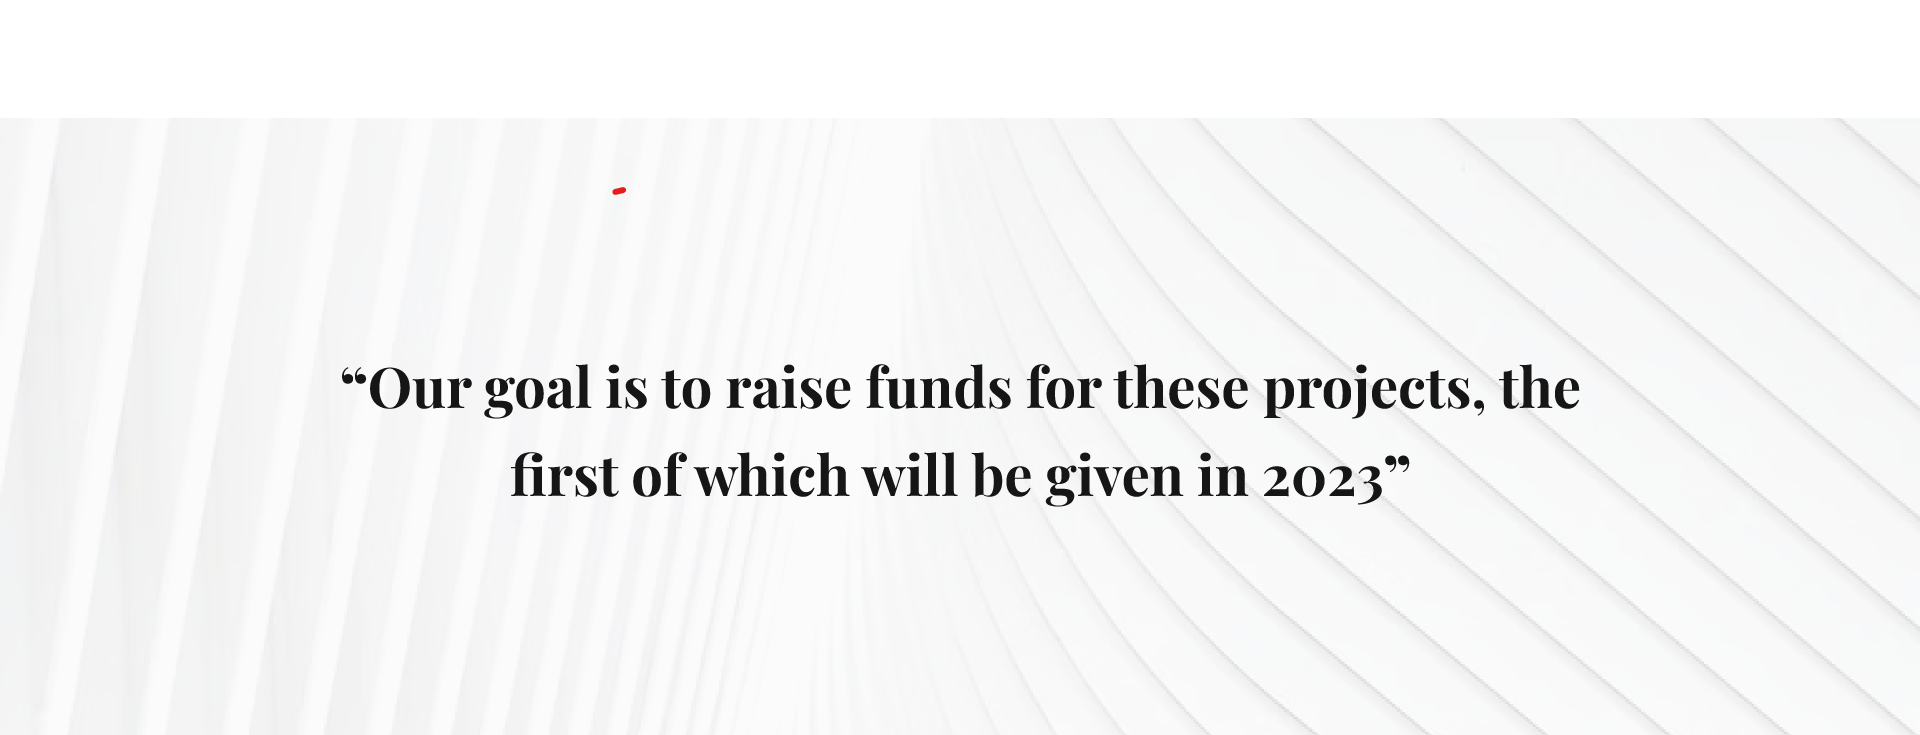 “Our goal is to raise funds for these projects, the
first of which will be given in 2023”